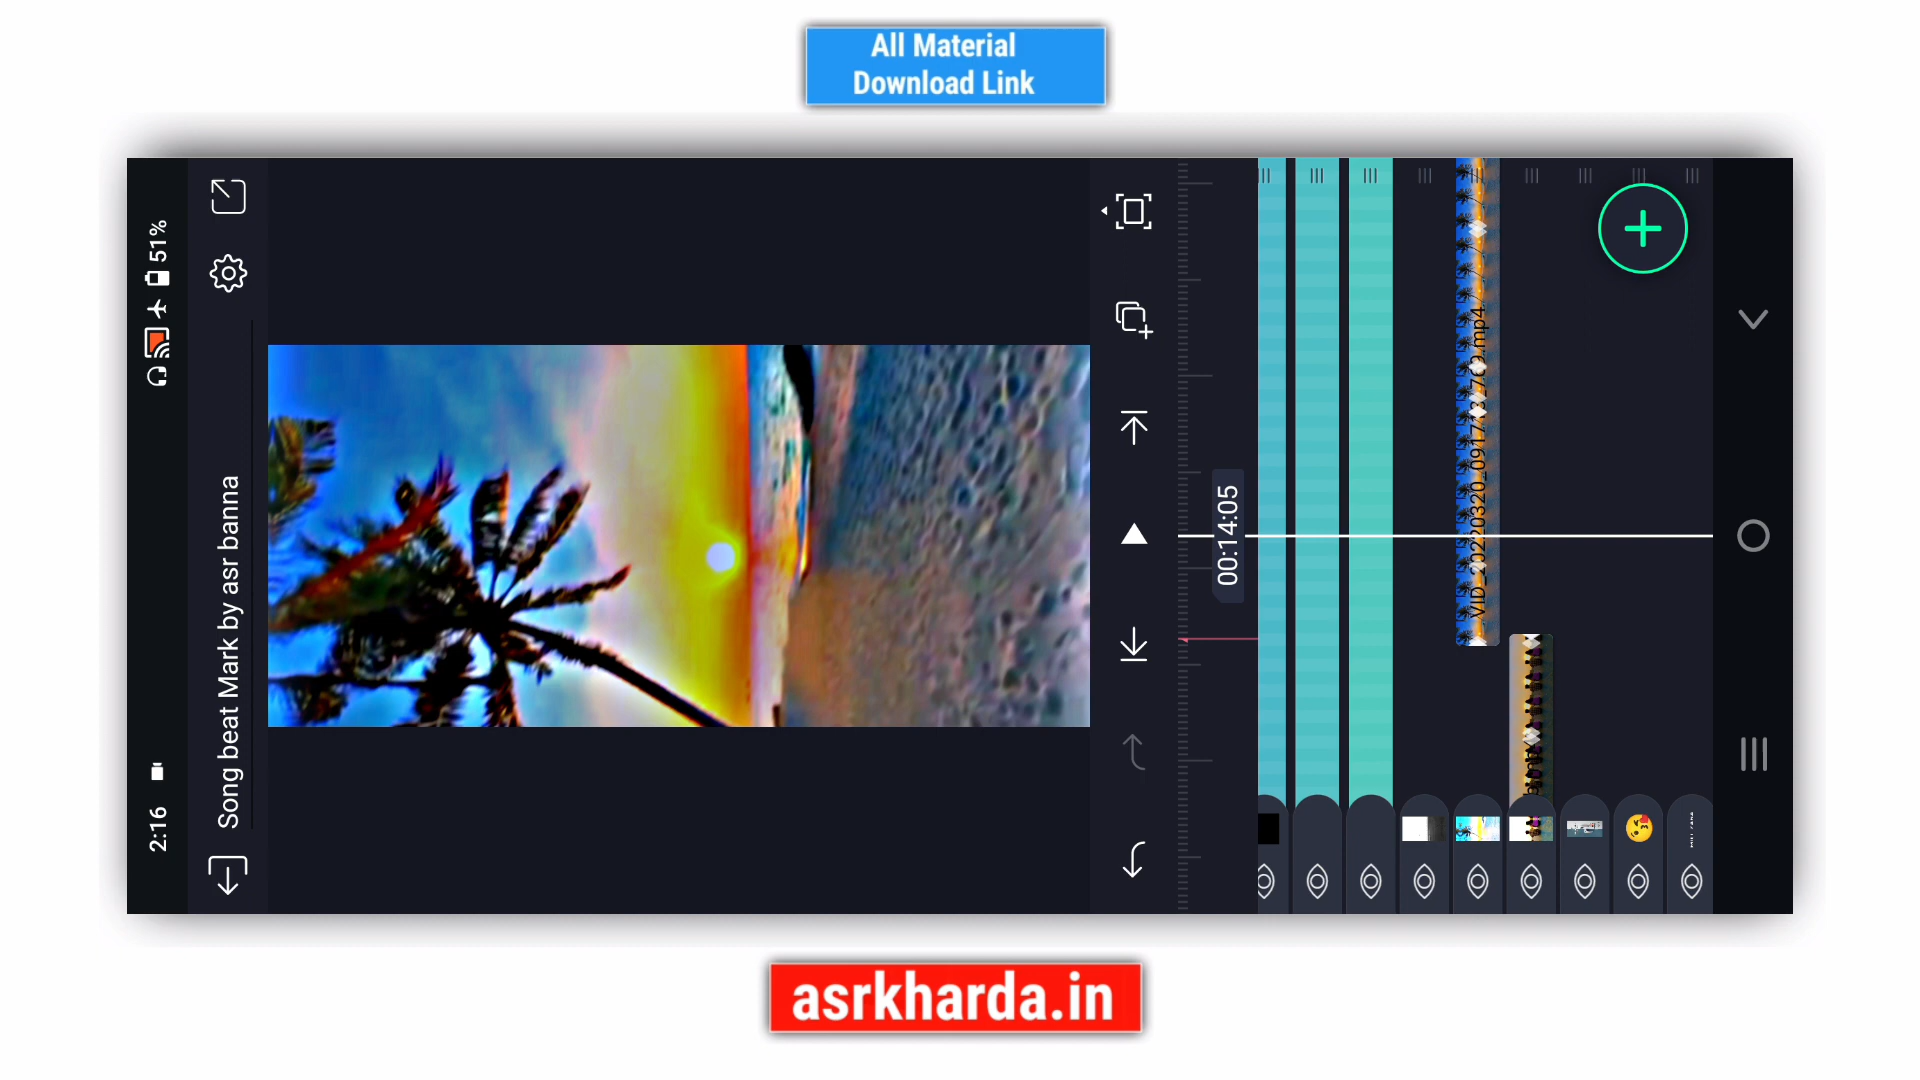 All Material
Download Link
2:16
51%
Song beat Mark by asr banna
00:14:05
asrkharda.in